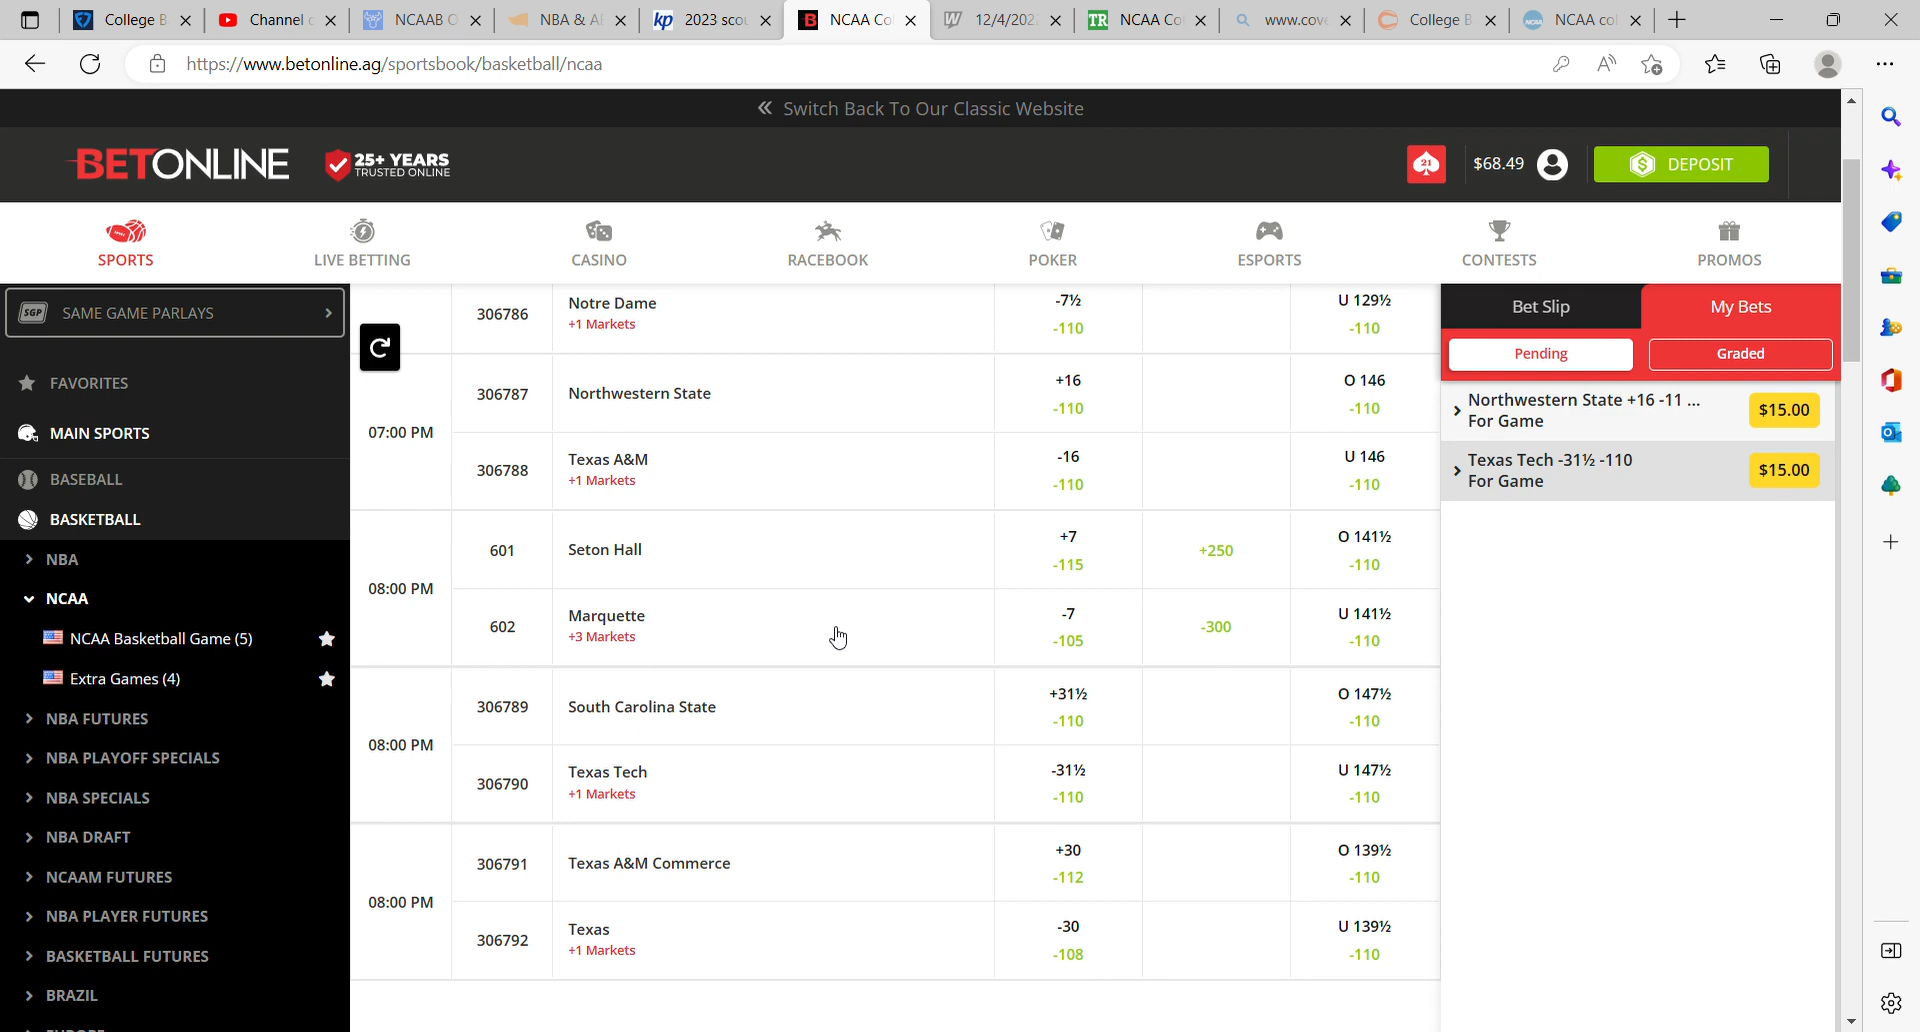 College B
Channel c
NCAAB O
NBA & A
kp 2023 scou
B NCAA Co
W 12/4/202
TR NCAA Co
www.cove
College B
NCAA col
https://www.betonline.ag/sportsbook/basketball/ncaa
Switch Back To Our Classic Website
BETONLINE
25+ YEARS
TRUSTED ONLINE
21
$68.49
DEPOSIT
SPORTS
LIVE BETTING
CASINO
RACEBOOK
POKER
ESPORTS
CONTESTS
PROMOS
SGP SAME GAME PARLAYS
FAVORITES
MAIN SPORTS
BASEBALL
BASKETBALL
NBA
NCAA
NCAA Basketball Game (5)
Extra Games (4)
NBA FUTURES
NBA PLAYOFF SPECIALS
NBA SPECIALS
NBA DRAFT
NCAAM FUTURES
NBA PLAYER FUTURES
BASKETBALL FUTURES
BRAZIL
EUROPE
306786 Notre Dame -7½ U 129½
+1 Markets -110 -110
07:00 PM
306787 Northwestern State +16 O 146
-110 -110
306788 Texas A&M -16 U 146
+1 Markets -110 -110
08:00 PM
601 Seton Hall +7 +250 O 141½
-115 -110
602 Marquette -7 -300 U 141½
+3 Markets -105 -110
08:00 PM
306789 South Carolina State +31½ O 147½
-110 -110
306790 Texas Tech -31½ U 147½
+1 Markets -110 -110
08:00 PM
306791 Texas A&M Commerce +30 O 139½
-112 -110
306792 Texas -30 U 139½
+1 Markets -108 -110
Bet Slip
My Bets
Pending
Graded
Northwestern State +16 -11 ...
For Game
$15.00
Texas Tech -31½ -110
For Game
$15.00